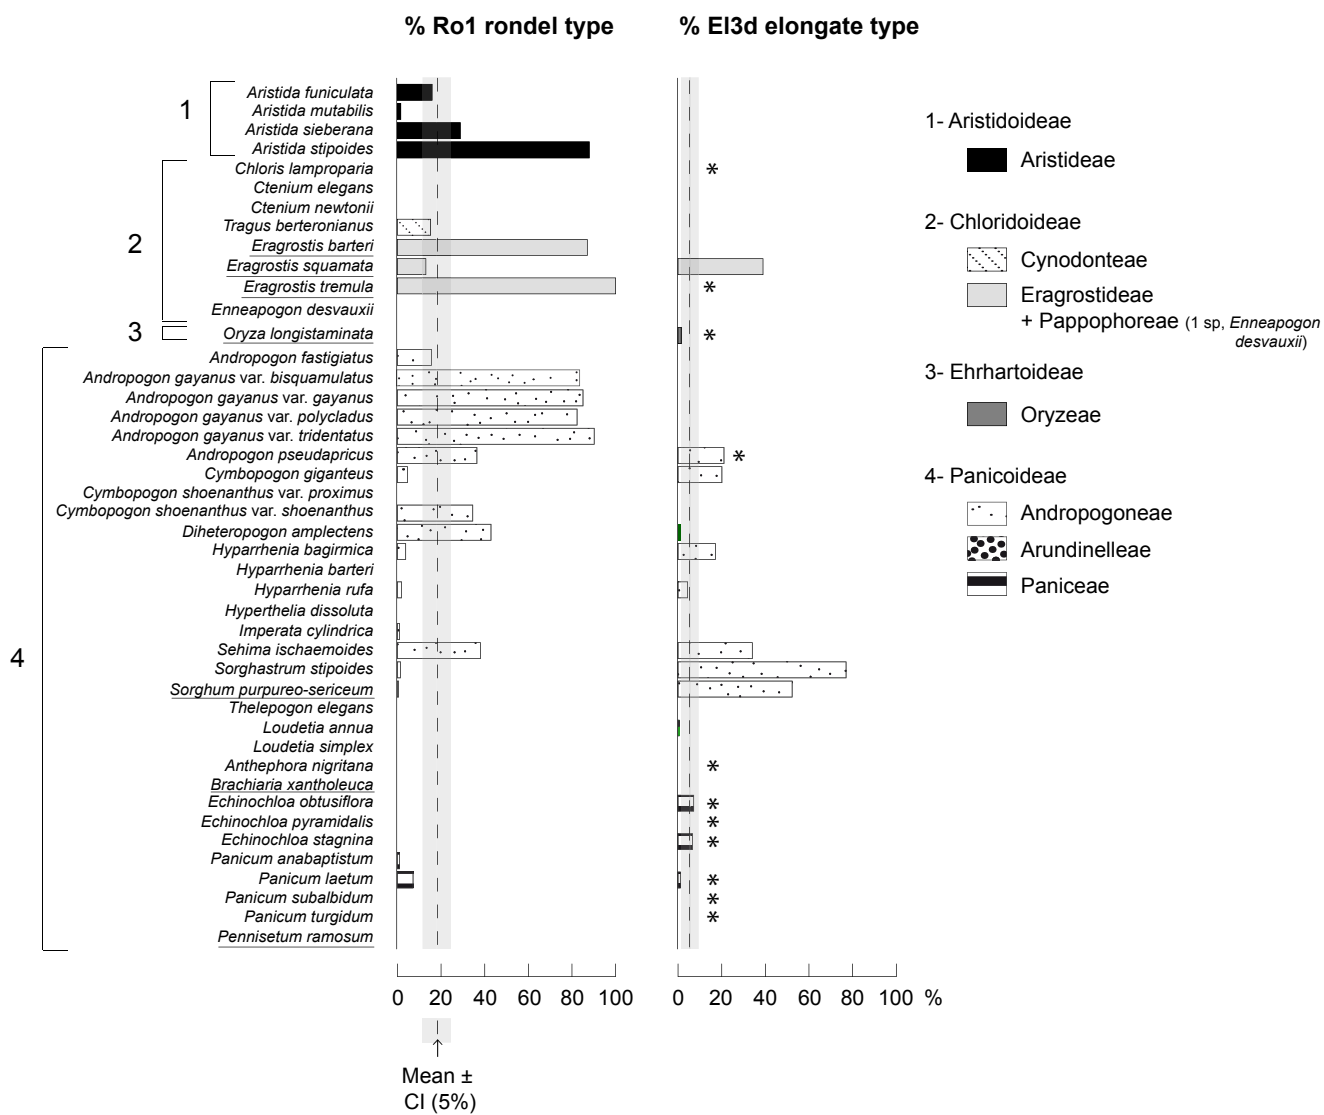 % Ro1 rondel type
% El3d elongate type
1
Aristida funiculata
Aristida mutabilis
Aristida sieberana
Aristida stipoides
2
Chloris lamproparia *
Ctenium elegans
Ctenium newtonii
Tragus berteronianus
Eragrostis barteri
Eragrostis squamata
Eragrostis tremula *
Enneapogon desvauxii
3
Oryza longistaminata *
4
Andropogon fastigiatus
Andropogon gayanus var. bisquamulatus
Andropogon gayanus var. gayanus
Andropogon gayanus var. polycladus
Andropogon gayanus var. tridentatus
Andropogon pseudapricus *
Cymbopogon giganteus
Cymbopogon shoenanthus var. proximus
Cymbopogon shoenanthus var. shoenanthus
Diheteropogon amplectens
Hyparrhenia bagirmica
Hyparrhenia barteri
Hyparrhenia rufa
Hyperthelia dissoluta
Imperata cylindrica
Sehima ischaemoides
Sorghastrum stipoides
Sorghum purpureo-sericeum
Thelepogon elegans
Loudetia annua
Loudetia simplex
Anthephora nigritana *
Brachiaria xantholeuca
Echinochloa obtusiflora *
Echinochloa pyramidalis *
Echinochloa stagnina *
Panicum anabaptistum
Panicum laetum *
Panicum subalbidum *
Panicum turgidum *
Pennisetum ramosum
0 20 40 60 80 100
0 20 40 60 80 100 %
Mean ±
CI (5%)
1- Aristidoideae
Aristideae
2- Chloridoideae
Cynodonteae
Eragrostideae
+ Pappophoreae (1 sp, Enneapogon
desvauxii)
3- Ehrhartoideae
Oryzeae
4- Panicoideae
Andropogoneae
Arundinelleae
Paniceae